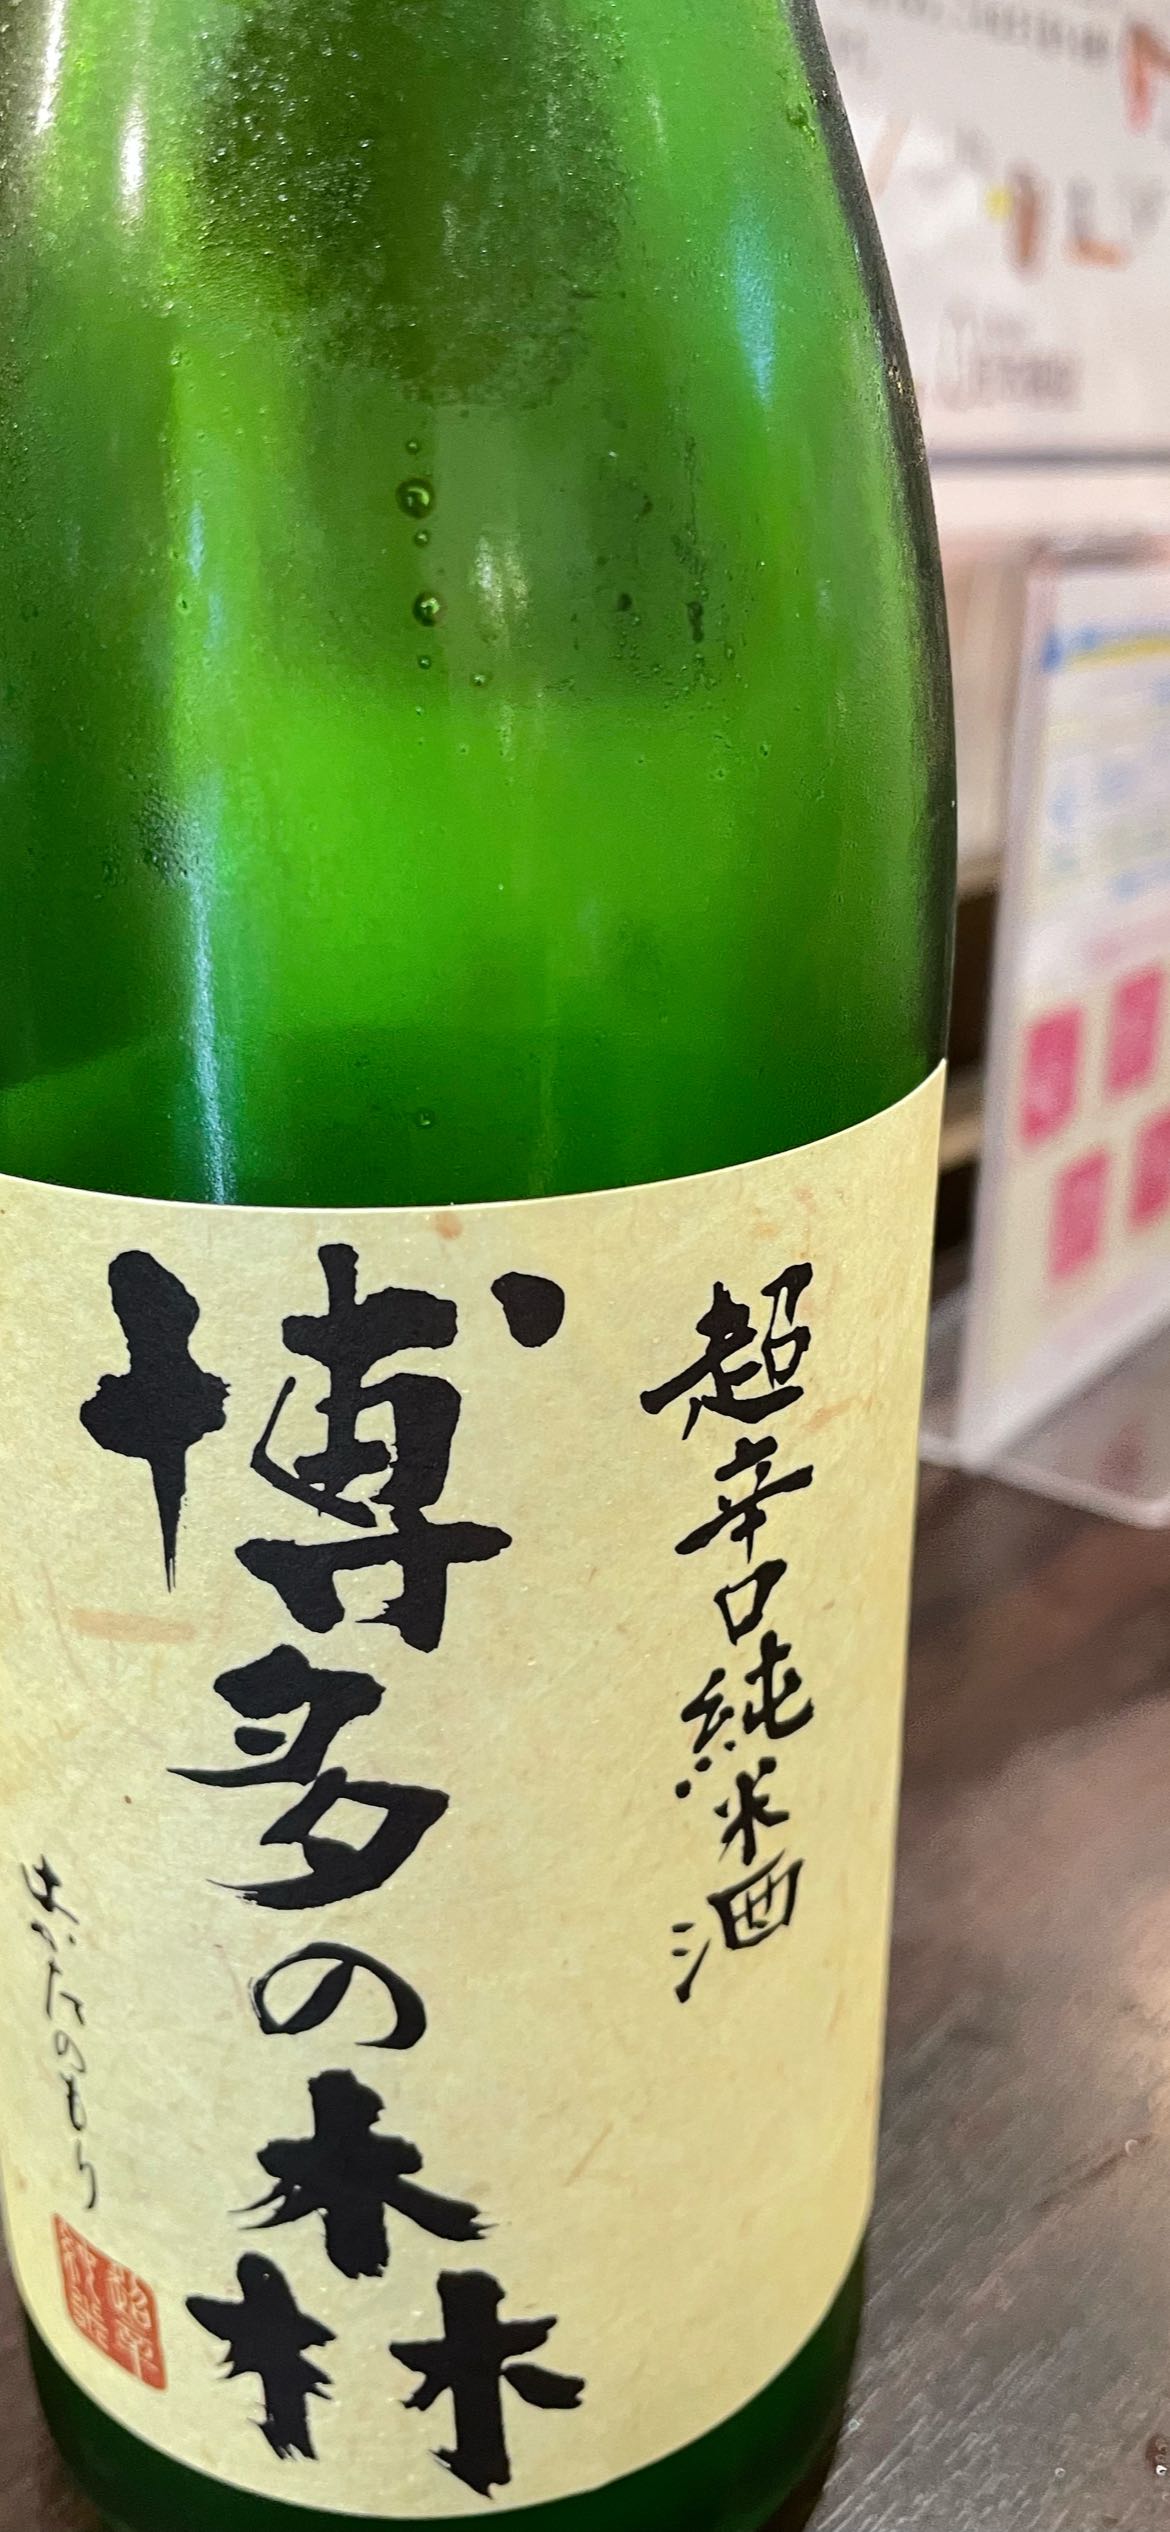 超辛口純米酒
博多の森
はかたのもり